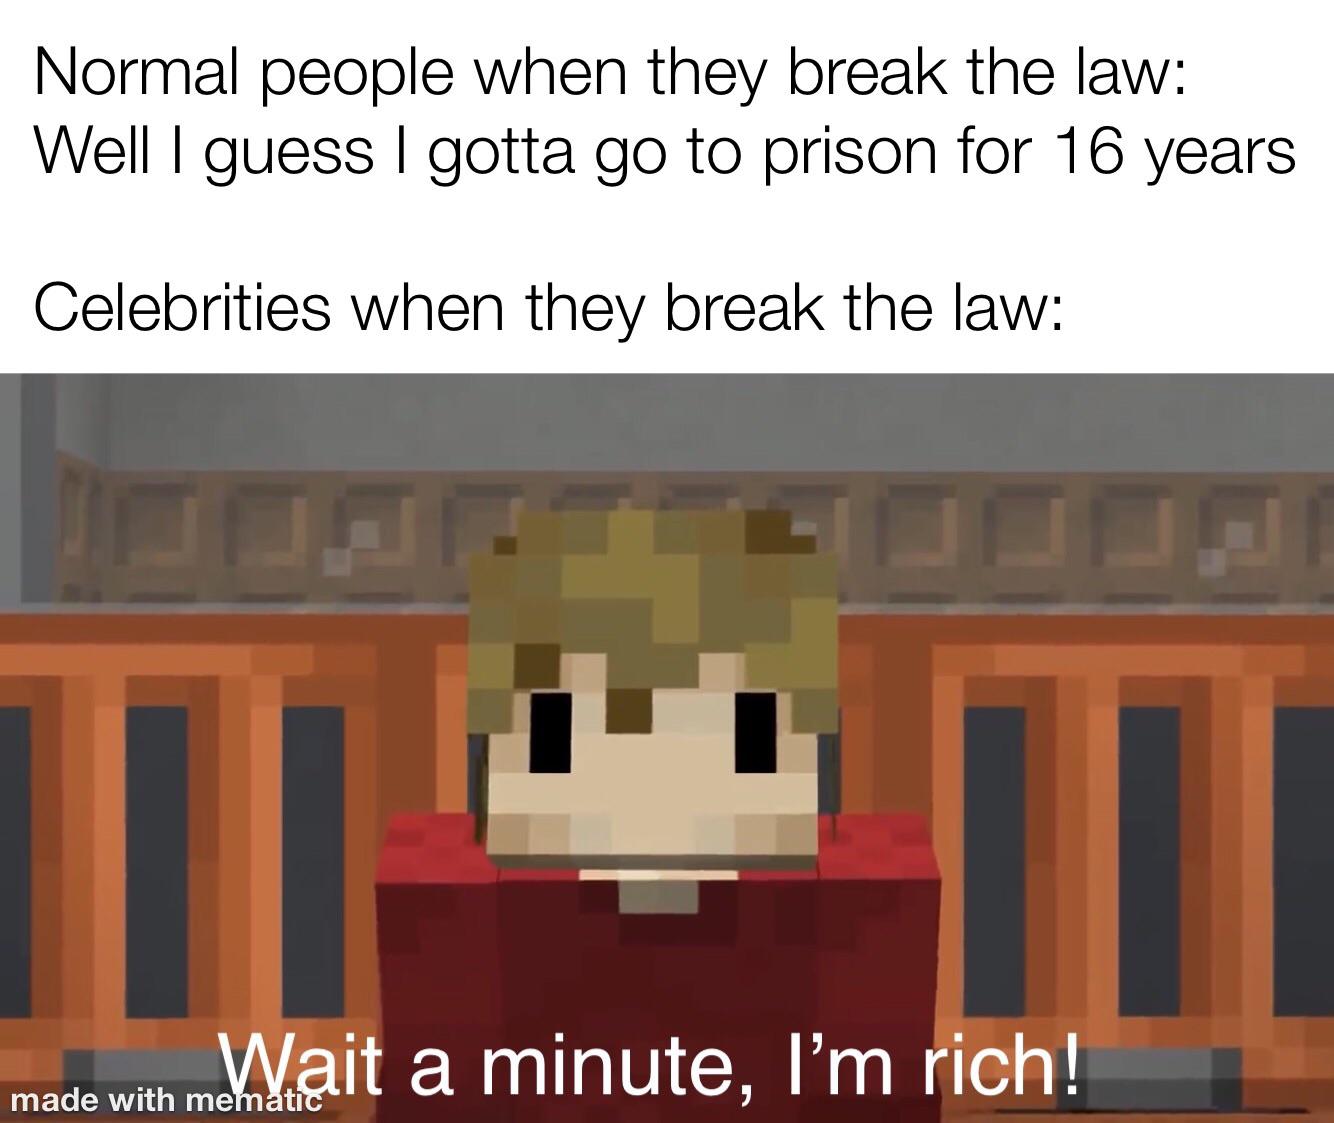 Normal people when they break the law:
Well I guess I gotta go to prison for 16 years
Celebrities when they break the law:
Wait a minute, I’m rich!
made with mematic